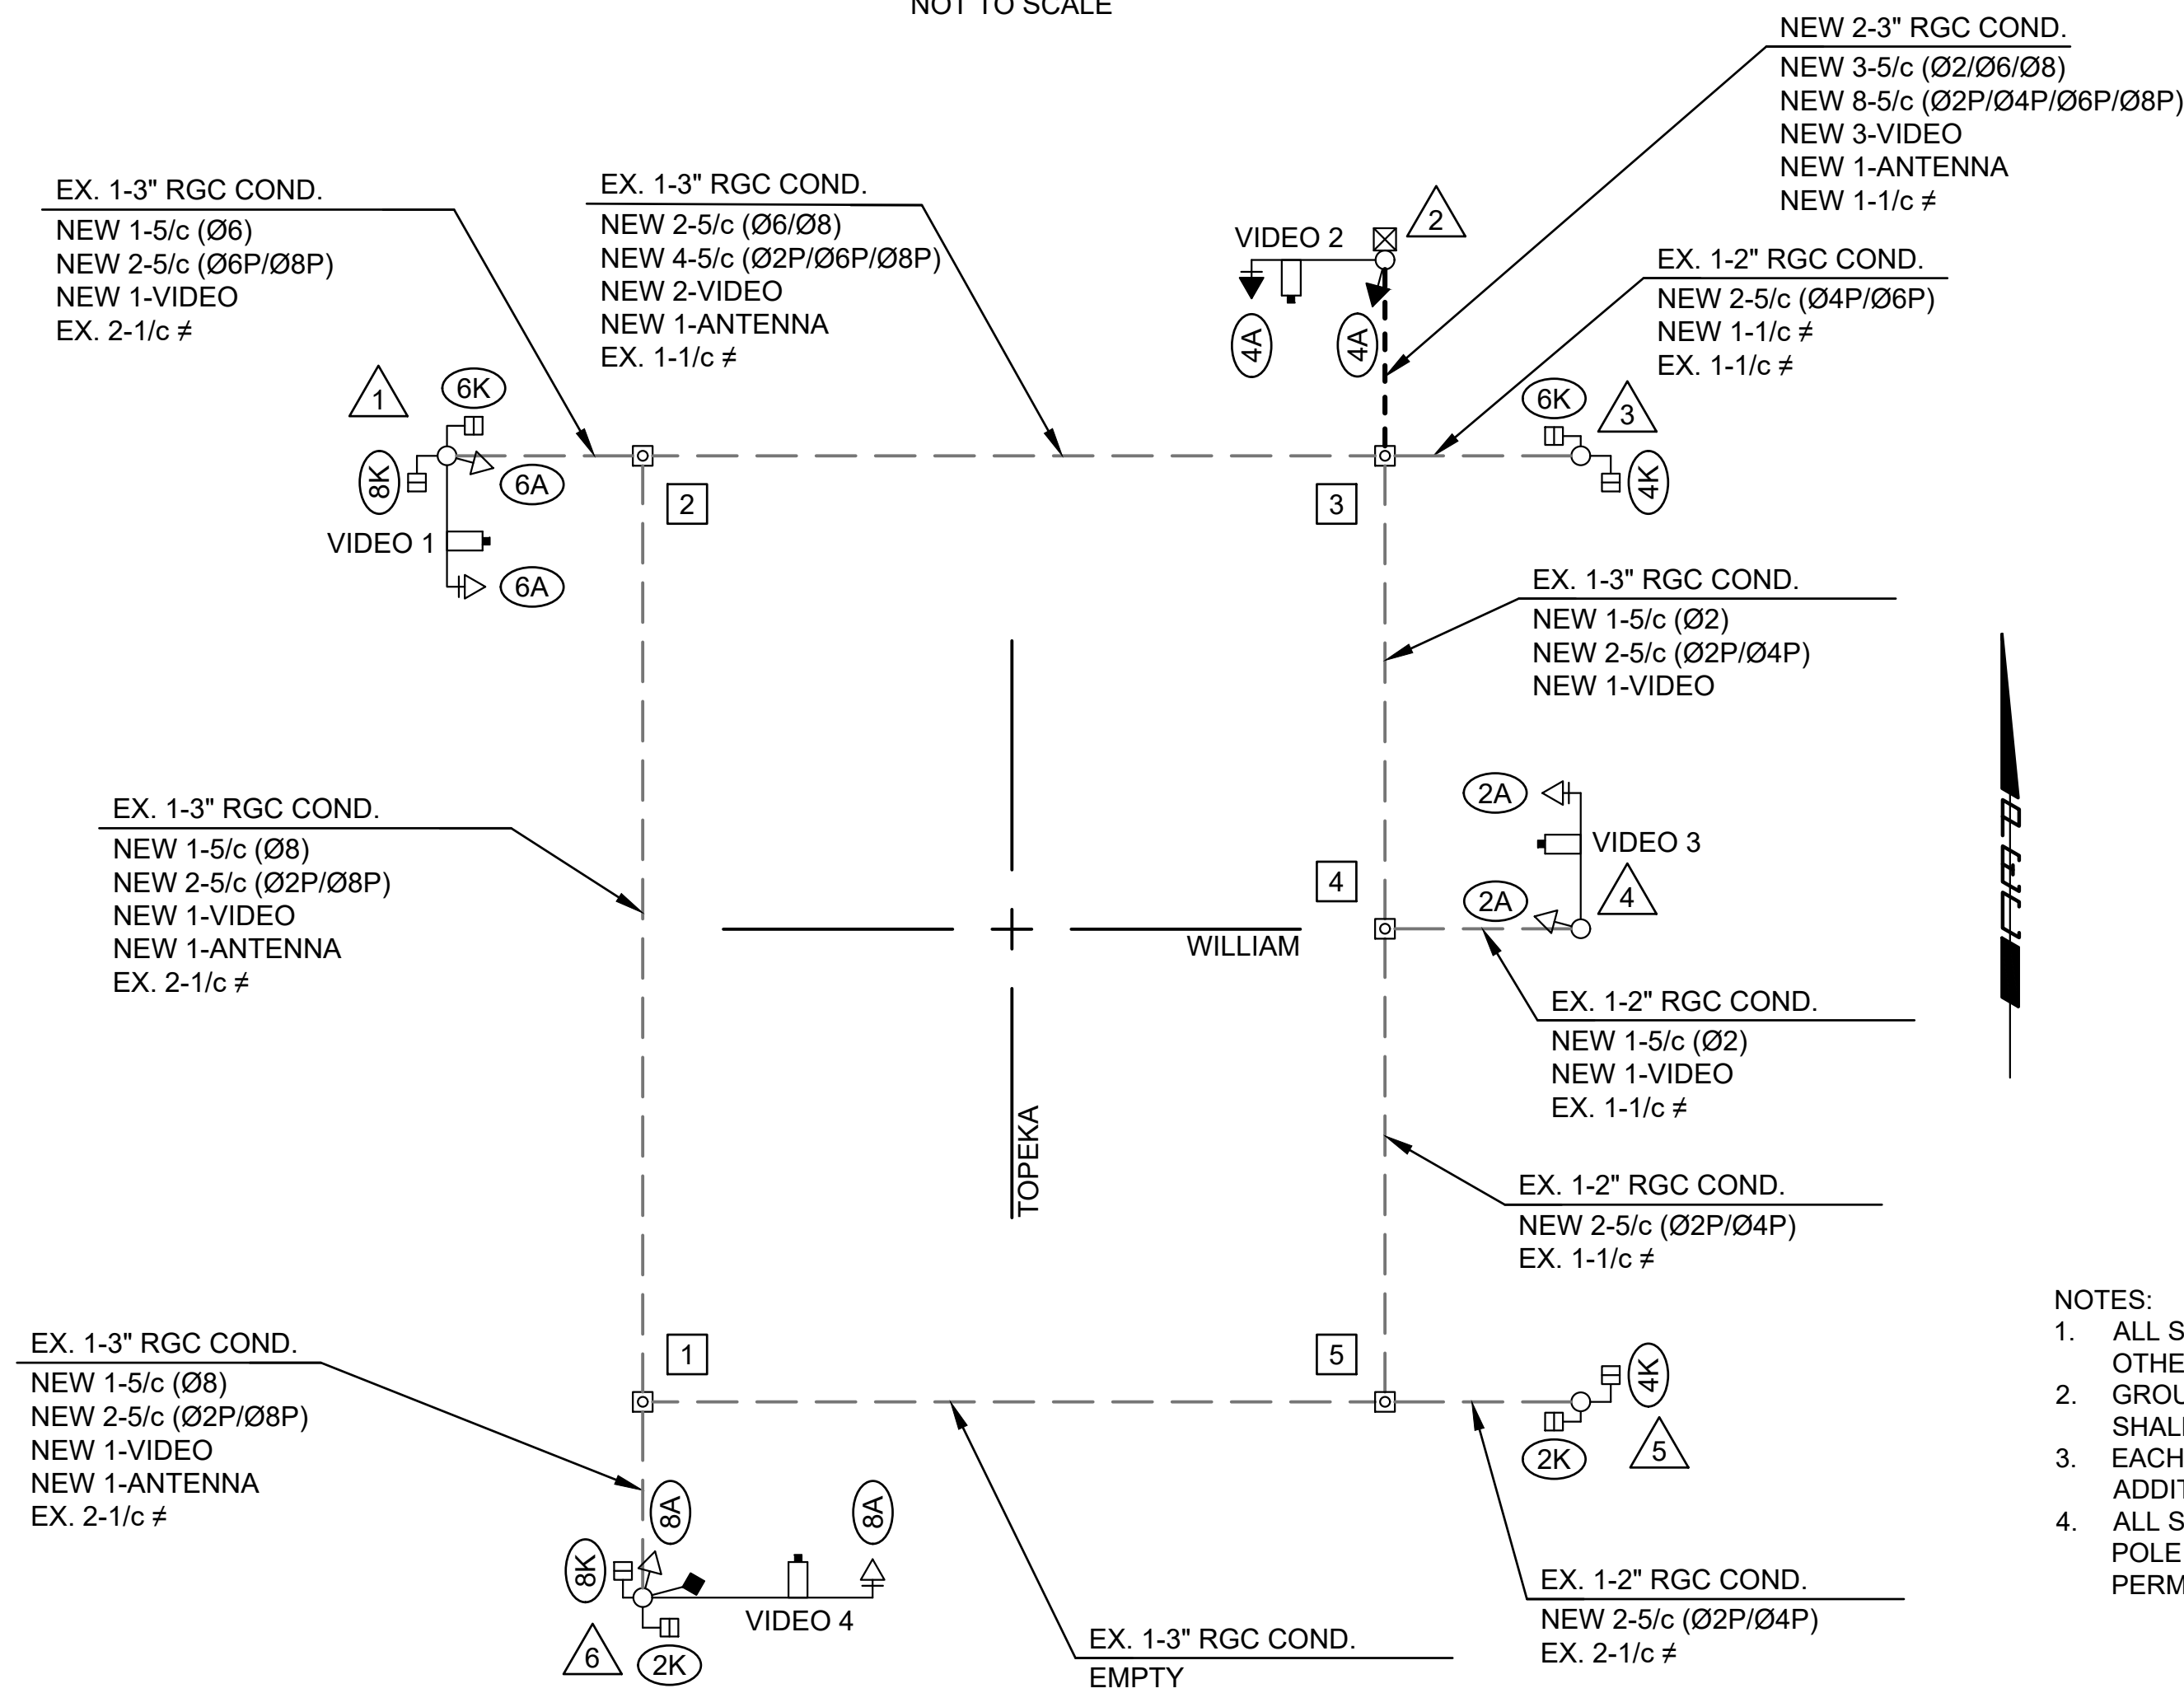 NOT TO SCALE
NEW 2-3" RGC COND.
NEW 3-5/c (Ø2/Ø6/Ø8)
NEW 8-5/c (Ø2P/Ø4P/Ø6P/Ø8P)
NEW 3-VIDEO
NEW 1-ANTENNA
NEW 1-1/c ≠
EX. 1-3" RGC COND.
NEW 1-5/c (Ø6)
NEW 2-5/c (Ø6P/Ø8P)
NEW 1-VIDEO
EX. 2-1/c ≠
EX. 1-3" RGC COND.
NEW 2-5/c (Ø6/Ø8)
NEW 4-5/c (Ø2P/Ø6P/Ø8P)
NEW 2-VIDEO
NEW 1-ANTENNA
EX. 1-1/c ≠
VIDEO 2
2
4A
4A
EX. 1-2" RGC COND.
NEW 2-5/c (Ø4P/Ø6P)
NEW 1-1/c ≠
EX. 1-1/c ≠
1
6K
8K
6A
VIDEO 1
6A
2
3
6K
3
4K
EX. 1-3" RGC COND.
NEW 1-5/c (Ø2)
NEW 2-5/c (Ø2P/Ø4P)
NEW 1-VIDEO
EX. 1-3" RGC COND.
NEW 1-5/c (Ø8)
NEW 2-5/c (Ø2P/Ø8P)
NEW 1-VIDEO
NEW 1-ANTENNA
EX. 2-1/c ≠
2A
VIDEO 3
4
2A
4
WILLIAM
TOPEKA
EX. 1-2" RGC COND.
NEW 1-5/c (Ø2)
NEW 1-VIDEO
EX. 1-1/c ≠
EX. 1-2" RGC COND.
NEW 2-5/c (Ø2P/Ø4P)
EX. 1-1/c ≠
EX. 1-3" RGC COND.
NEW 1-5/c (Ø8)
NEW 2-5/c (Ø2P/Ø8P)
NEW 1-VIDEO
NEW 1-ANTENNA
EX. 2-1/c ≠
1
5
4K
2K
5
8A
8A
8K
VIDEO 4
6
2K
EX. 1-3" RGC COND.
EMPTY
EX. 1-2" RGC COND.
NEW 2-5/c (Ø2P/Ø4P)
EX. 2-1/c ≠
NOTES:
1. ALL S
OTHE
2. GROU
SHALL
3. EACH
ADDIT
4. ALL S
POLE
PERM